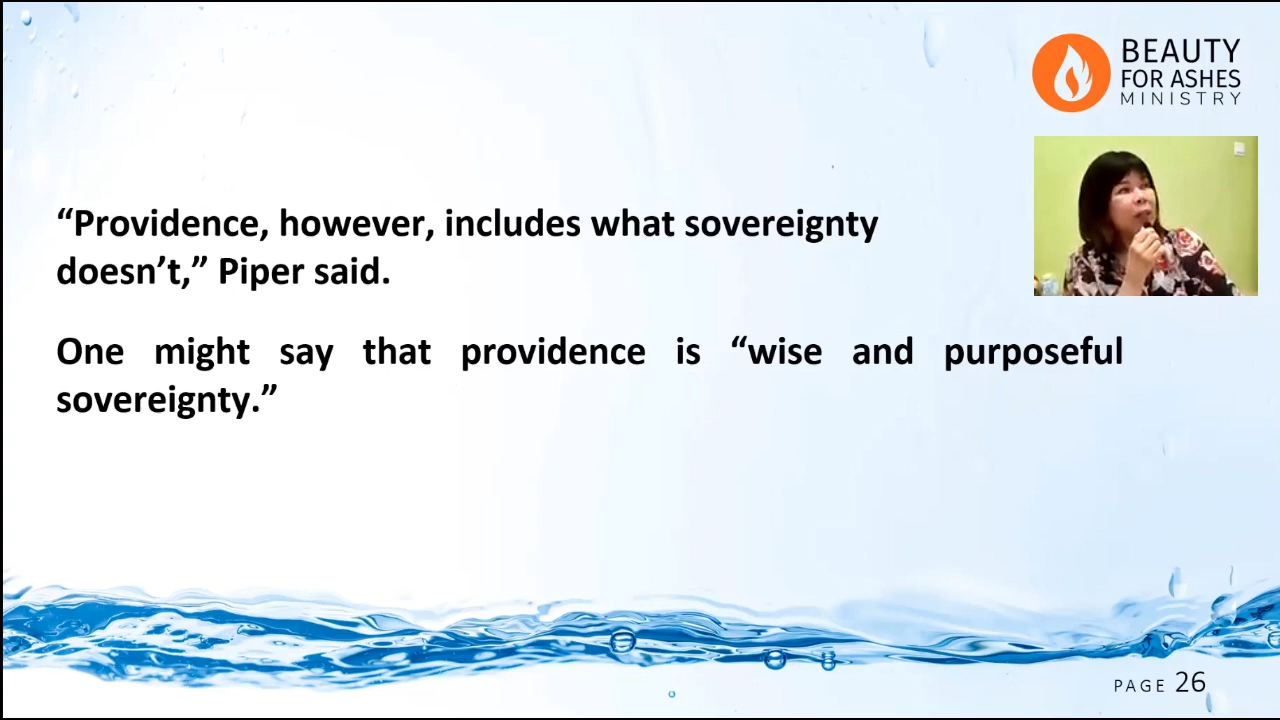 BEAUTY
FOR ASHES
MINISTRY
“Providence, however, includes what sovereignty
doesn’t,” Piper said.
One might say that providence is “wise and purposeful
sovereignty.”
PAGE 26